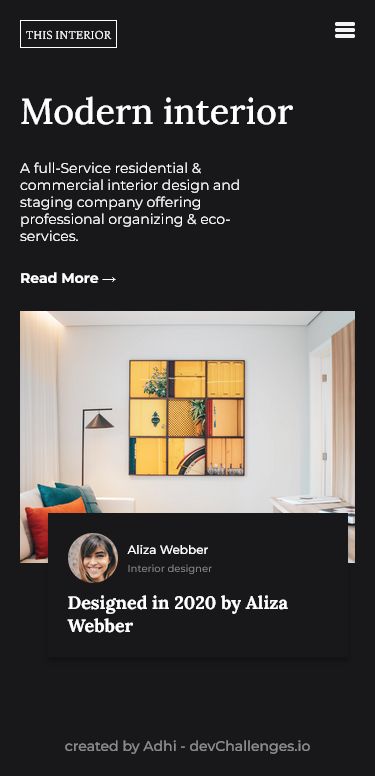 THIS INTERIOR
Modern interior
A full-Service residential &
commercial interior design and
staging company offering
professional organizing & eco-
services.
Read More →
Aliza Webber
Interior designer
Designed in 2020 by Aliza
Webber
created by Adhi - devChallenges.io